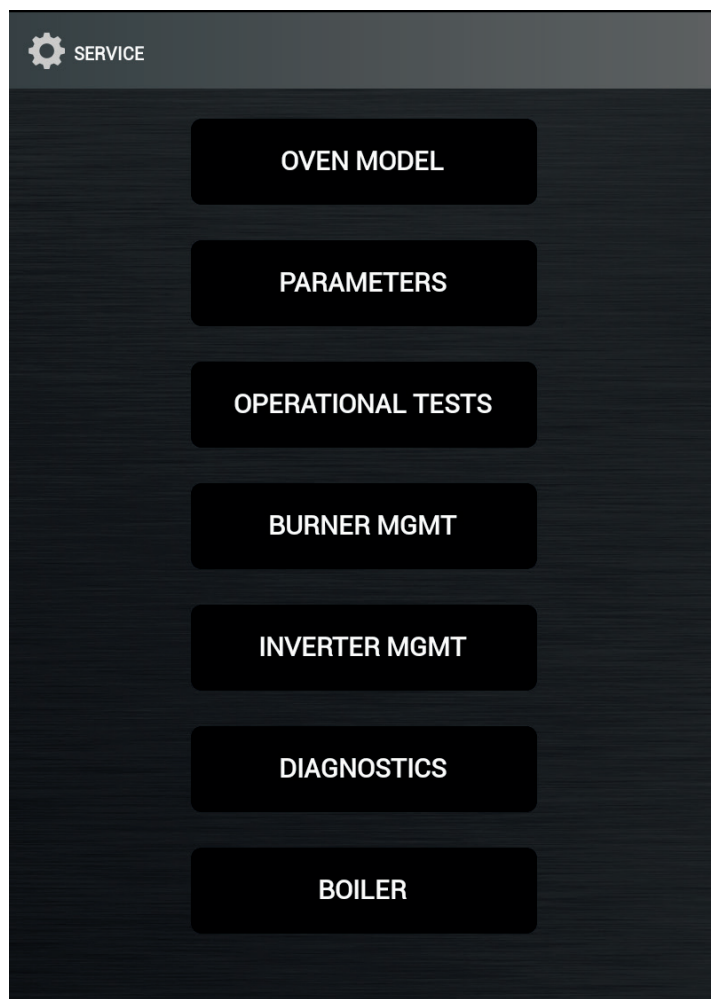 SERVICE
OVEN MODEL
PARAMETERS
OPERATIONAL TESTS
BURNER MGMT
INVERTER MGMT
DIAGNOSTICS
BOILER